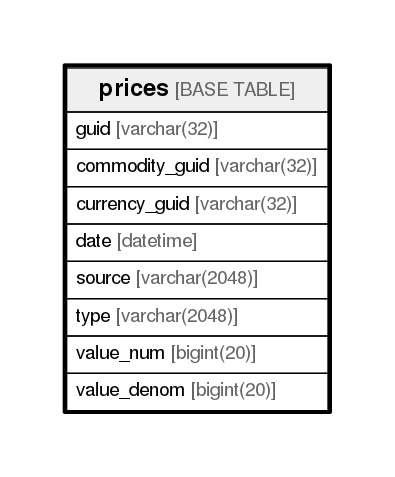 prices [BASE TABLE]
guid [varchar(32)]
commodity_guid [varchar(32)]
currency_guid [varchar(32)]
date [datetime]
source [varchar(2048)]
type [varchar(2048)]
value_num [bigint(20)]
value_denom [bigint(20)]